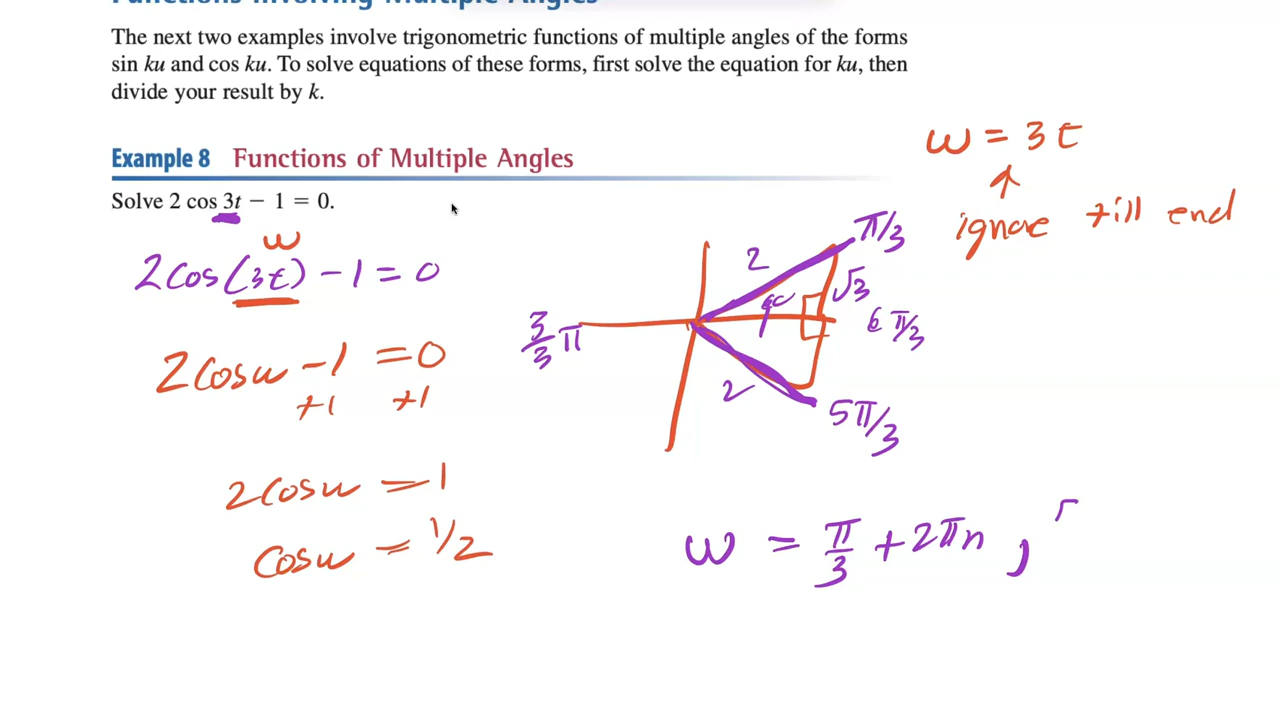 Functions Involving Multiple Angles
The next two examples involve trigonometric functions of multiple angles of the forms
sin ku and cos ku. To solve equations of these forms, first solve the equation for ku, then
divide your result by k.
Example 8 Functions of Multiple Angles
Solve 2 cos 3t − 1 = 0.
w = 3t
ignore till end
w
2cos(3t) −1 = 0
2cosw −1 = 0
+1 +1
2cosw = 1
cosw = 1/2
π/3
2
√3
6π/3
3/3 π
2
5π/3
w = π/3 + 2πn ,